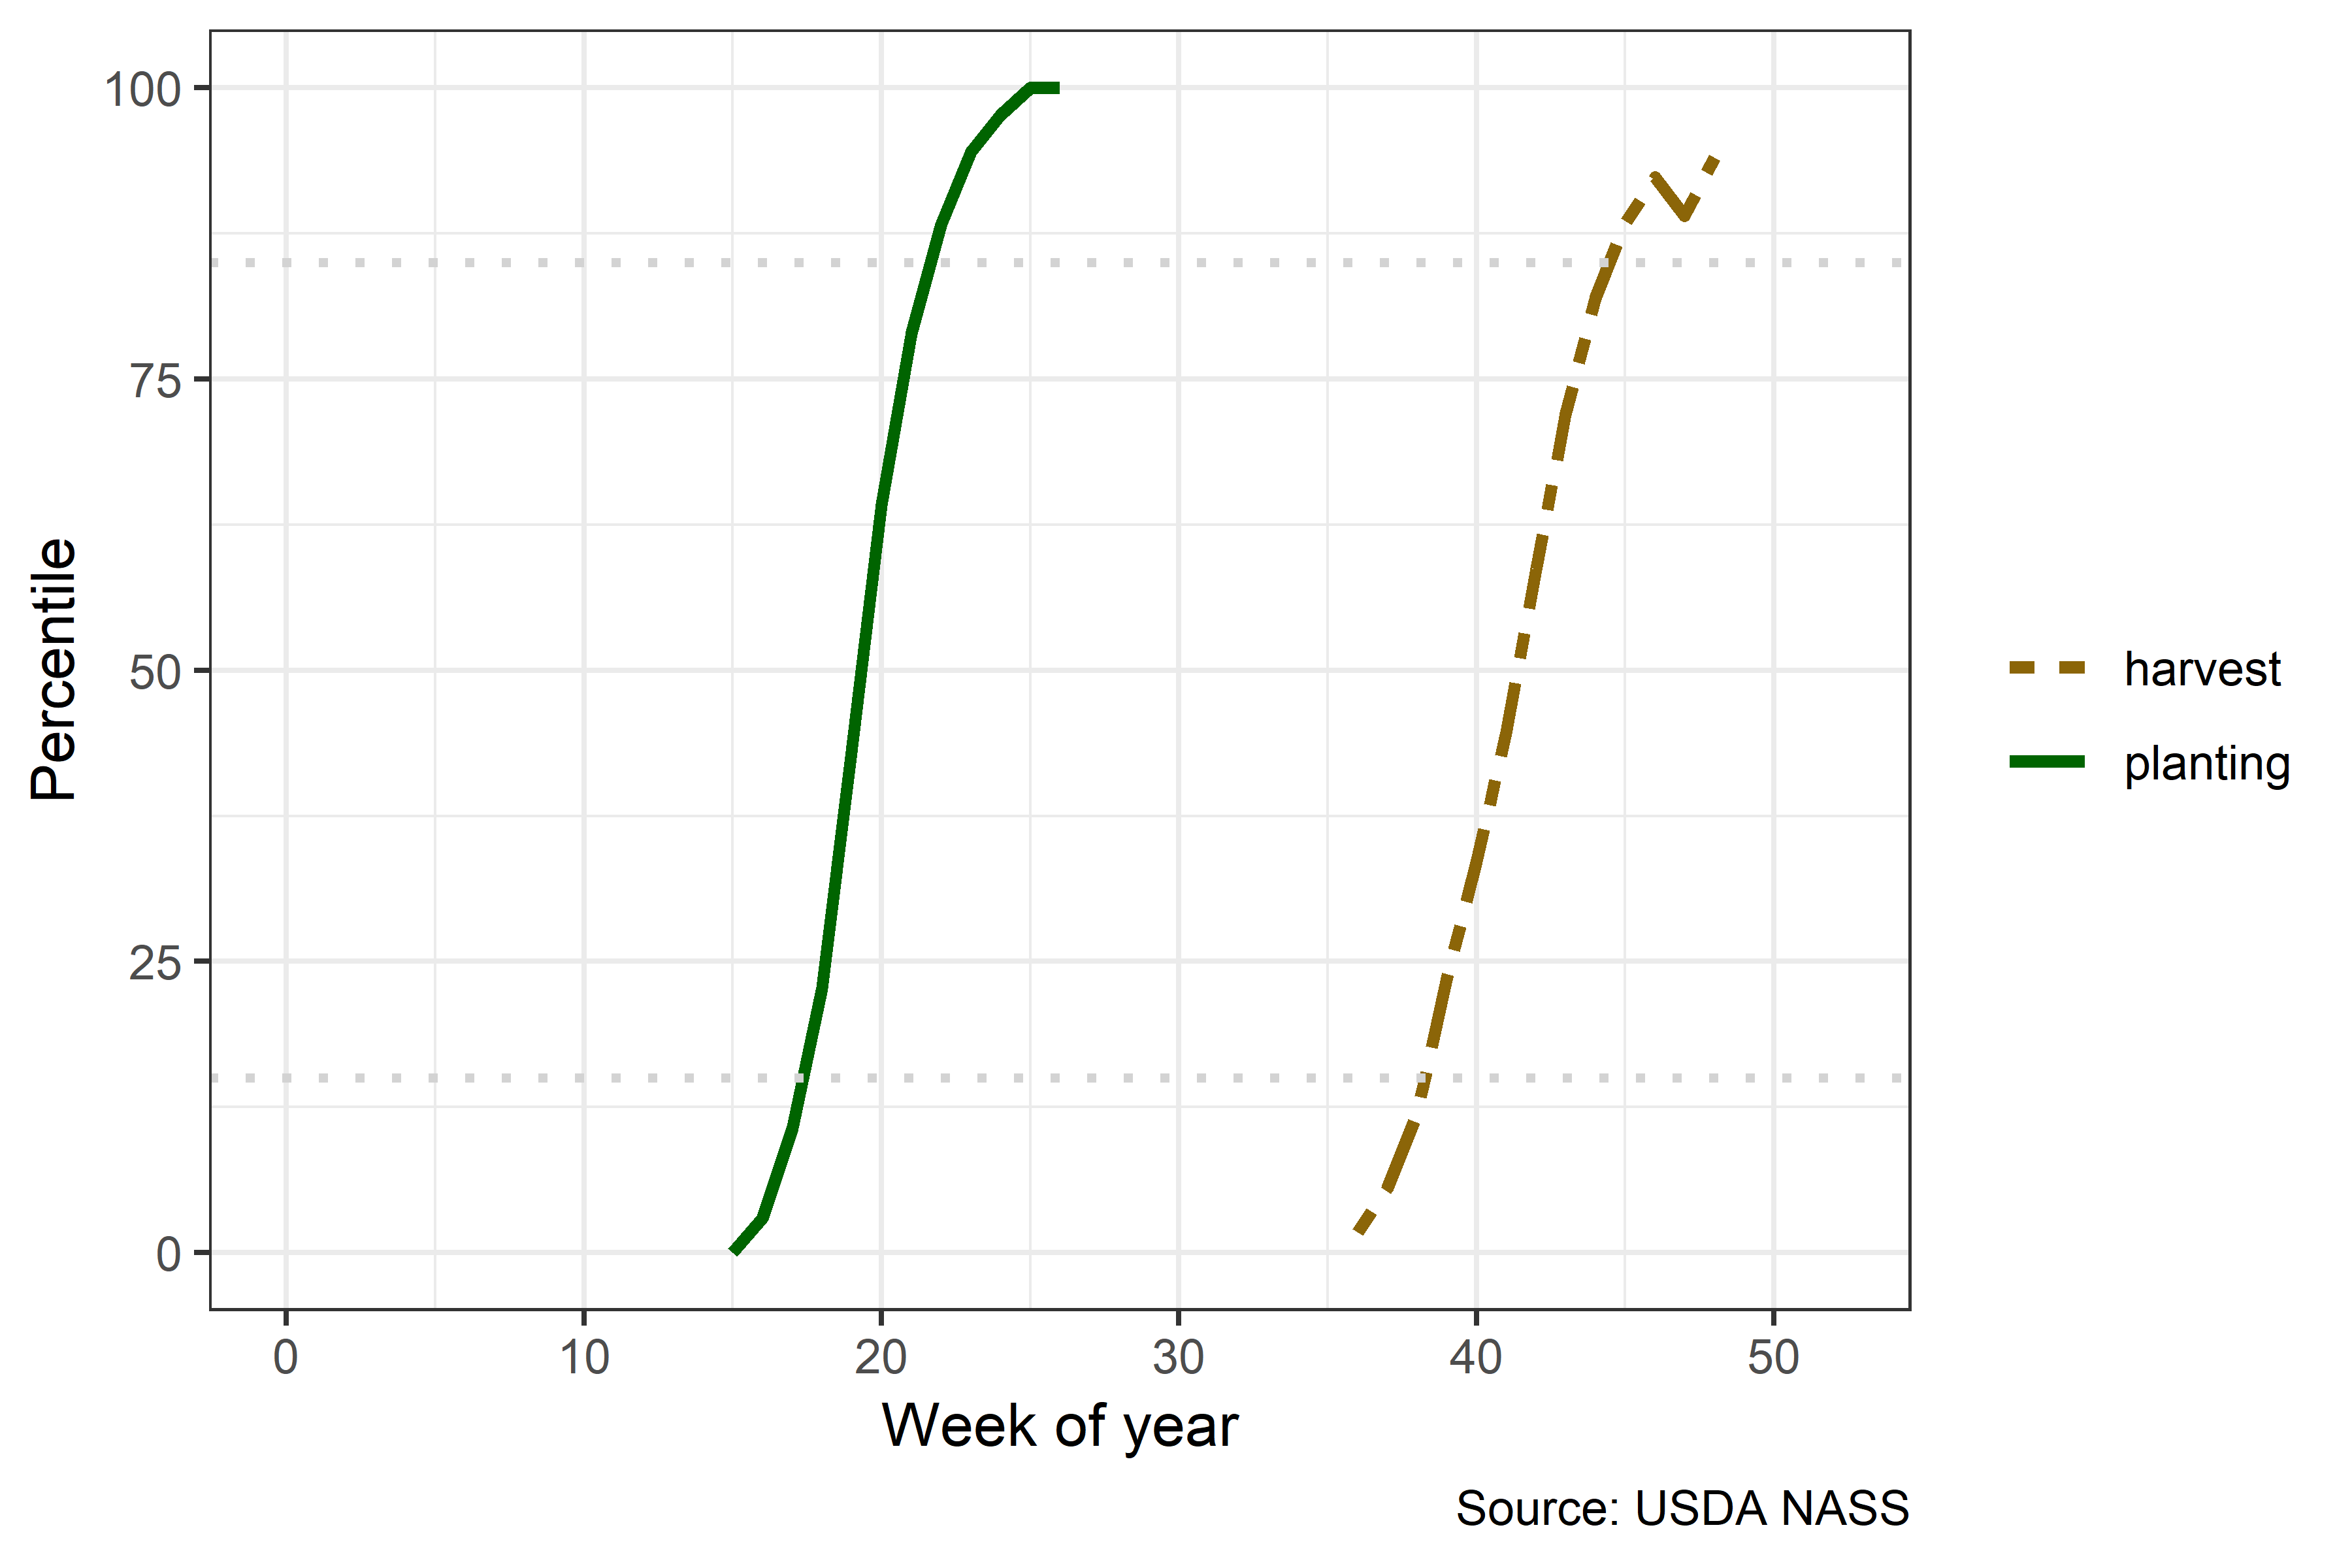 100
75
50
25
0
Percentile
0 10 20 30 40 50
Week of year
harvest
planting
Source: USDA NASS